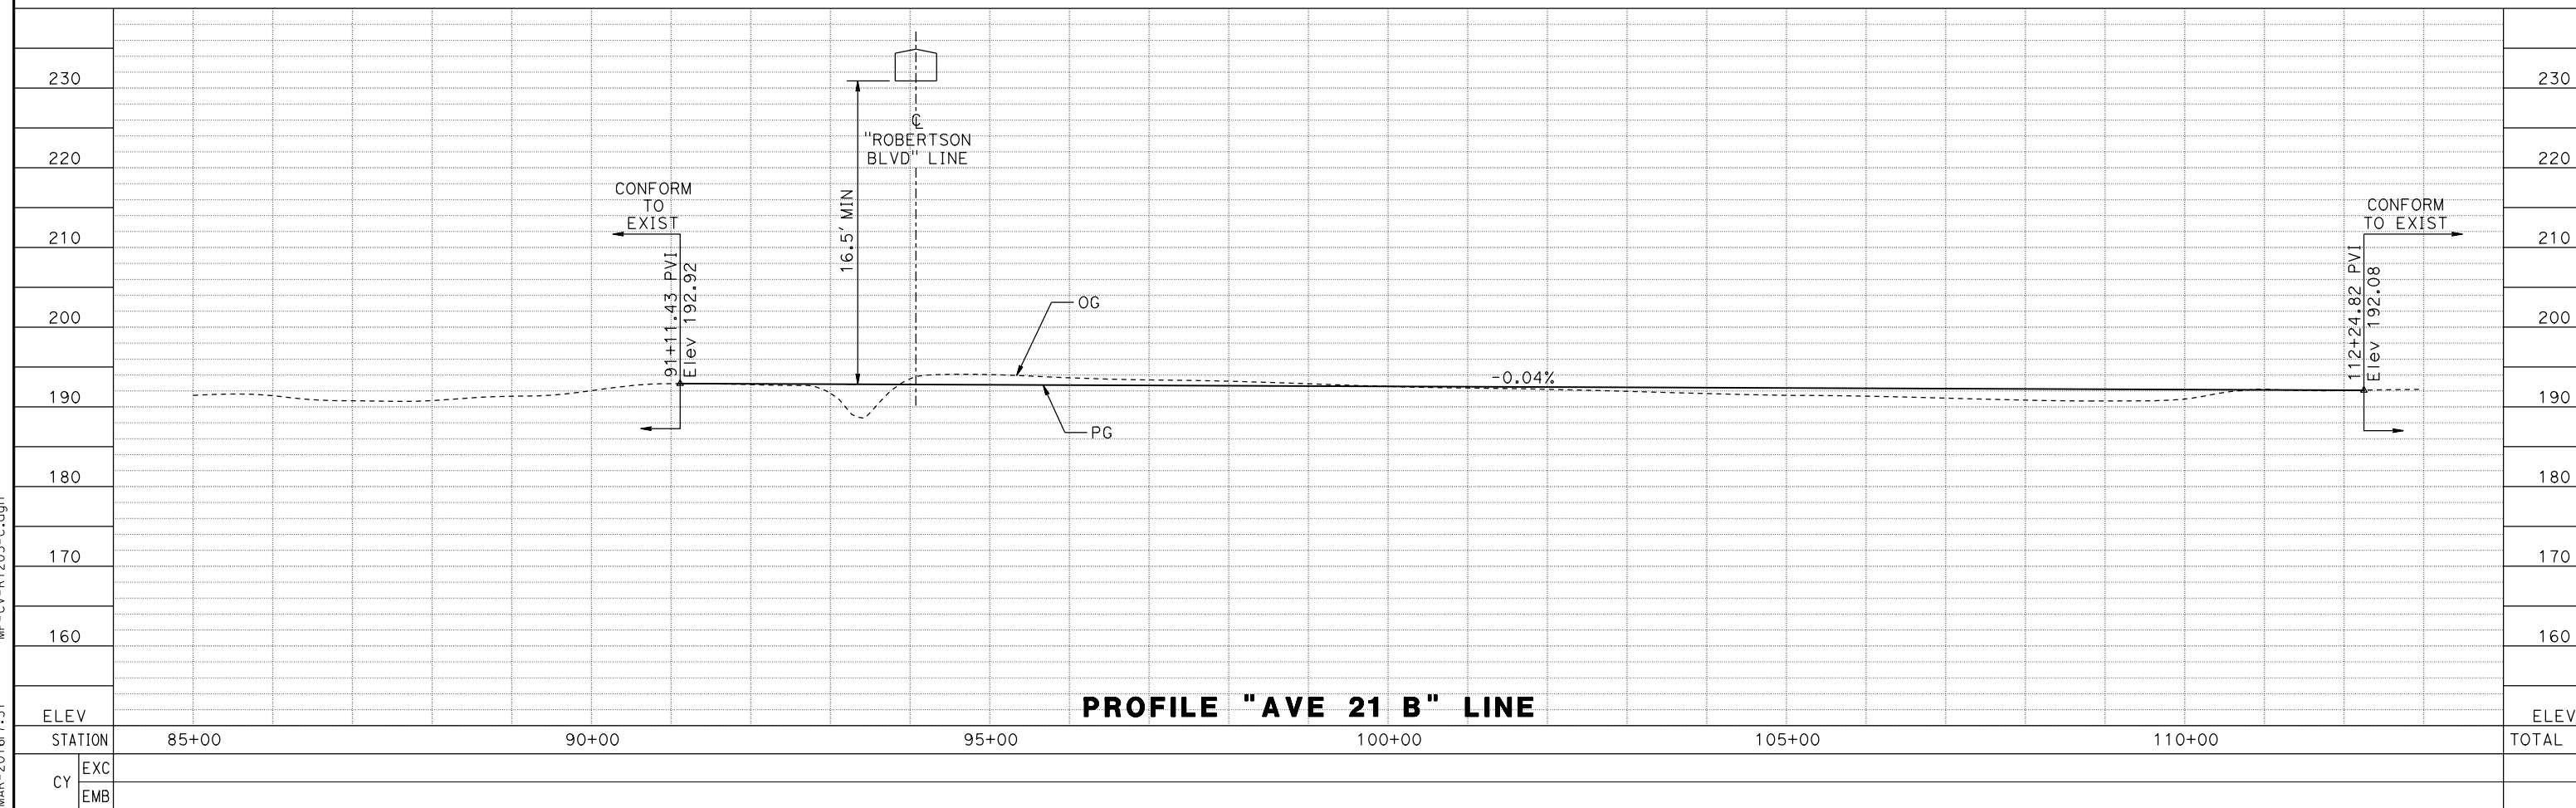 230
220
210
200
190
180
170
160
ELEV
230
220
210
200
190
180
170
160
ELEV
℄
"ROBERTSON
BLVD" LINE
16.5' MIN
CONFORM
TO
EXIST
91+11.43 PVI
Elev 192.92
OG
PG
-0.04%
CONFORM
TO EXIST
112+24.82 PVI
Elev 192.08
PROFILE "AVE 21 B" LINE
STATION 85+00 90+00 95+00 100+00 105+00 110+00 TOTAL
CY
EXC
EMB